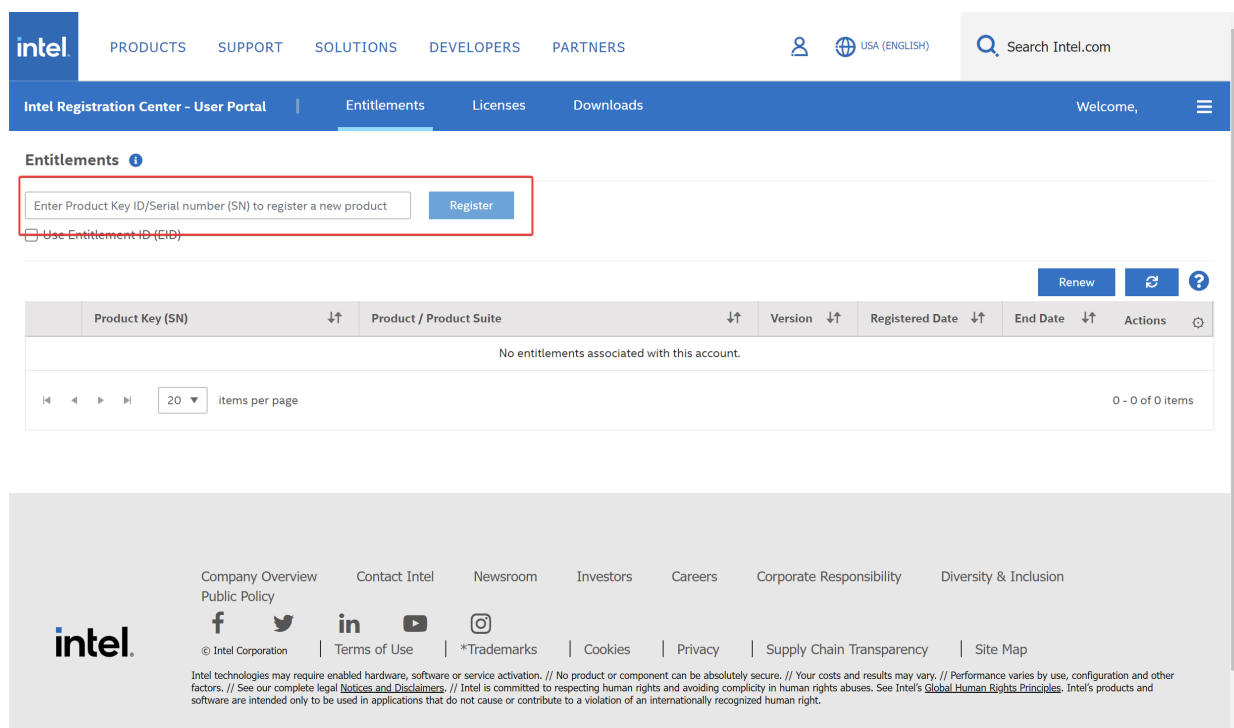 intel. PRODUCTS SUPPORT SOLUTIONS DEVELOPERS PARTNERS USA (ENGLISH) Search Intel.com
Intel Registration Center - User Portal | Entitlements Licenses Downloads Welcome,
Entitlements
Enter Product Key ID/Serial number (SN) to register a new product Register
Use Entitlement ID (EID)
Renew ?
Product Key (SN) Product / Product Suite Version Registered Date End Date Actions
No entitlements associated with this account.
20 items per page 0 - 0 of 0 items
Company Overview Contact Intel Newsroom Investors Careers Corporate Responsibility Diversity & Inclusion
Public Policy
intel.
© Intel Corporation | Terms of Use | *Trademarks | Cookies | Privacy | Supply Chain Transparency | Site Map
Intel technologies may require enabled hardware, software or service activation. // No product or component can be absolutely secure. // Your costs and results may vary. // Performance varies by use, configuration and other
factors. // See our complete legal Notices and Disclaimers. // Intel is committed to respecting human rights and avoiding complicity in human rights abuses. See Intel's Global Human Rights Principles. Intel's products and
software are intended only to be used in applications that do not cause or contribute to a violation of an internationally recognized human right.